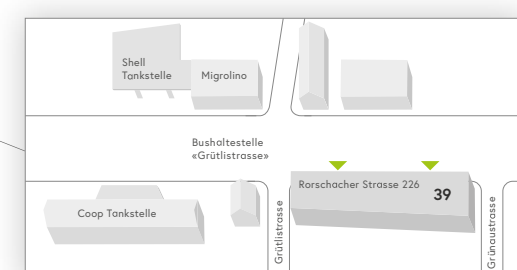 Shell
Tankstelle
Migrolino
Bushaltestelle
«Grütlistrasse»
Rorschacher Strasse 226
39
Coop Tankstelle
Grütlistrasse
Grünaustrasse